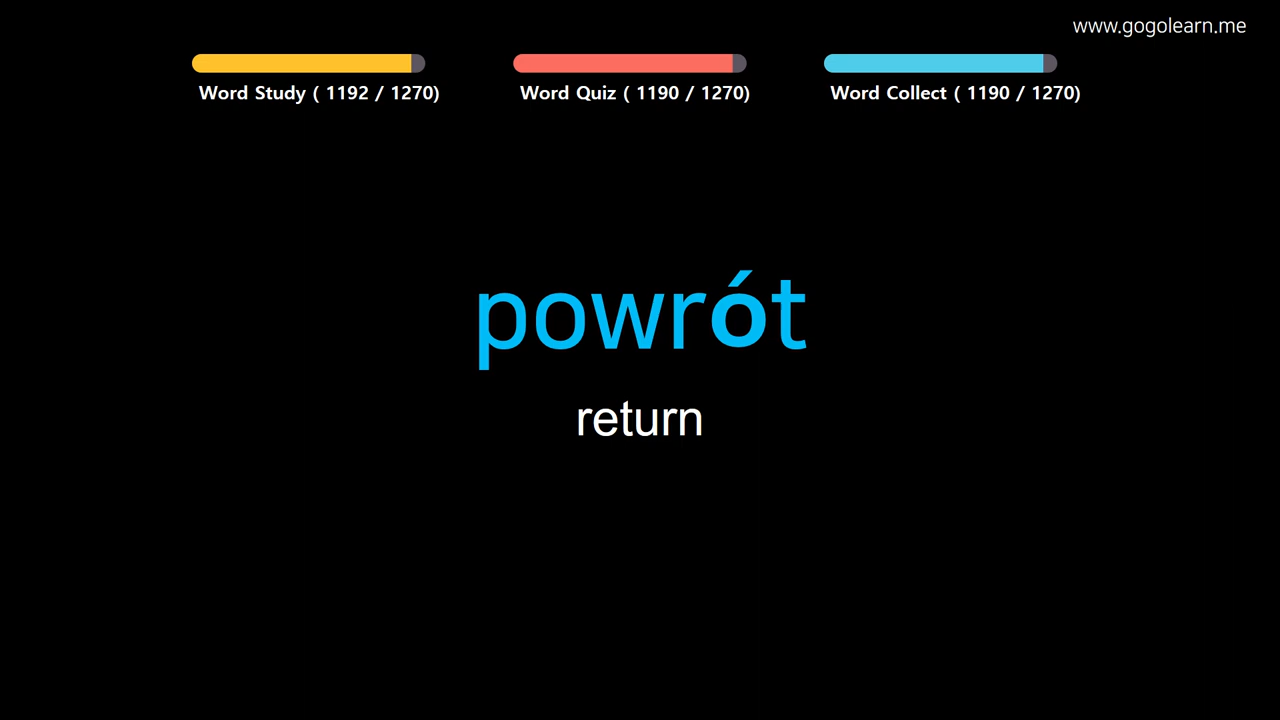 www.gogolearn.me
Word Study ( 1192 / 1270)
Word Quiz ( 1190 / 1270)
Word Collect ( 1190 / 1270)
powrót
return